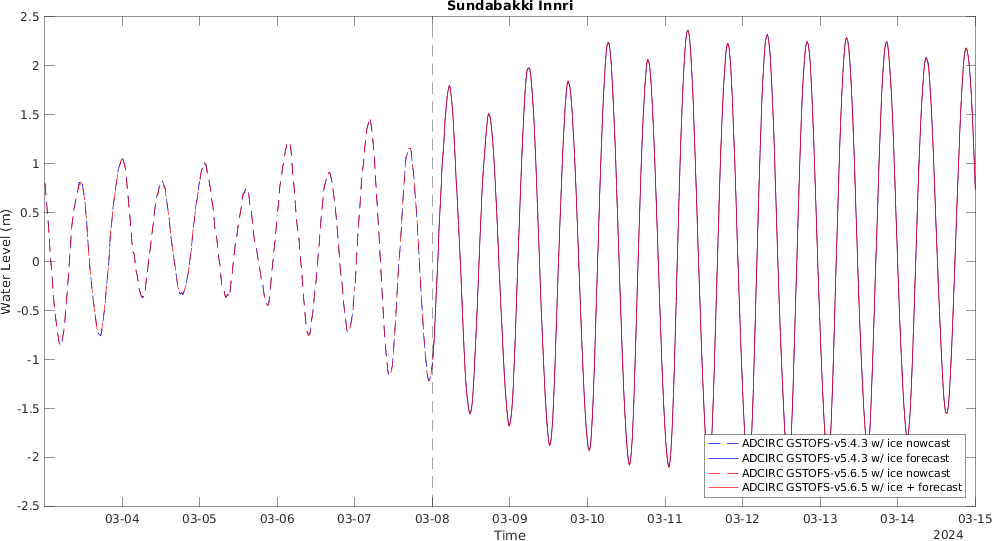 Sundabakki Innri
2.5
2
1.5
1
0.5
0
-0.5
-1
-1.5
-2
-2.5
Water Level (m)
ADCIRC GSTOFS-v5.4.3 w/ ice nowcast
ADCIRC GSTOFS-v5.4.3 w/ ice forecast
ADCIRC GSTOFS-v5.6.5 w/ ice nowcast
ADCIRC GSTOFS-v5.6.5 w/ ice + forecast
03-04 03-05 03-06 03-07 03-08 03-09 03-10 03-11 03-12 03-13 03-14 03-15
Time
2024